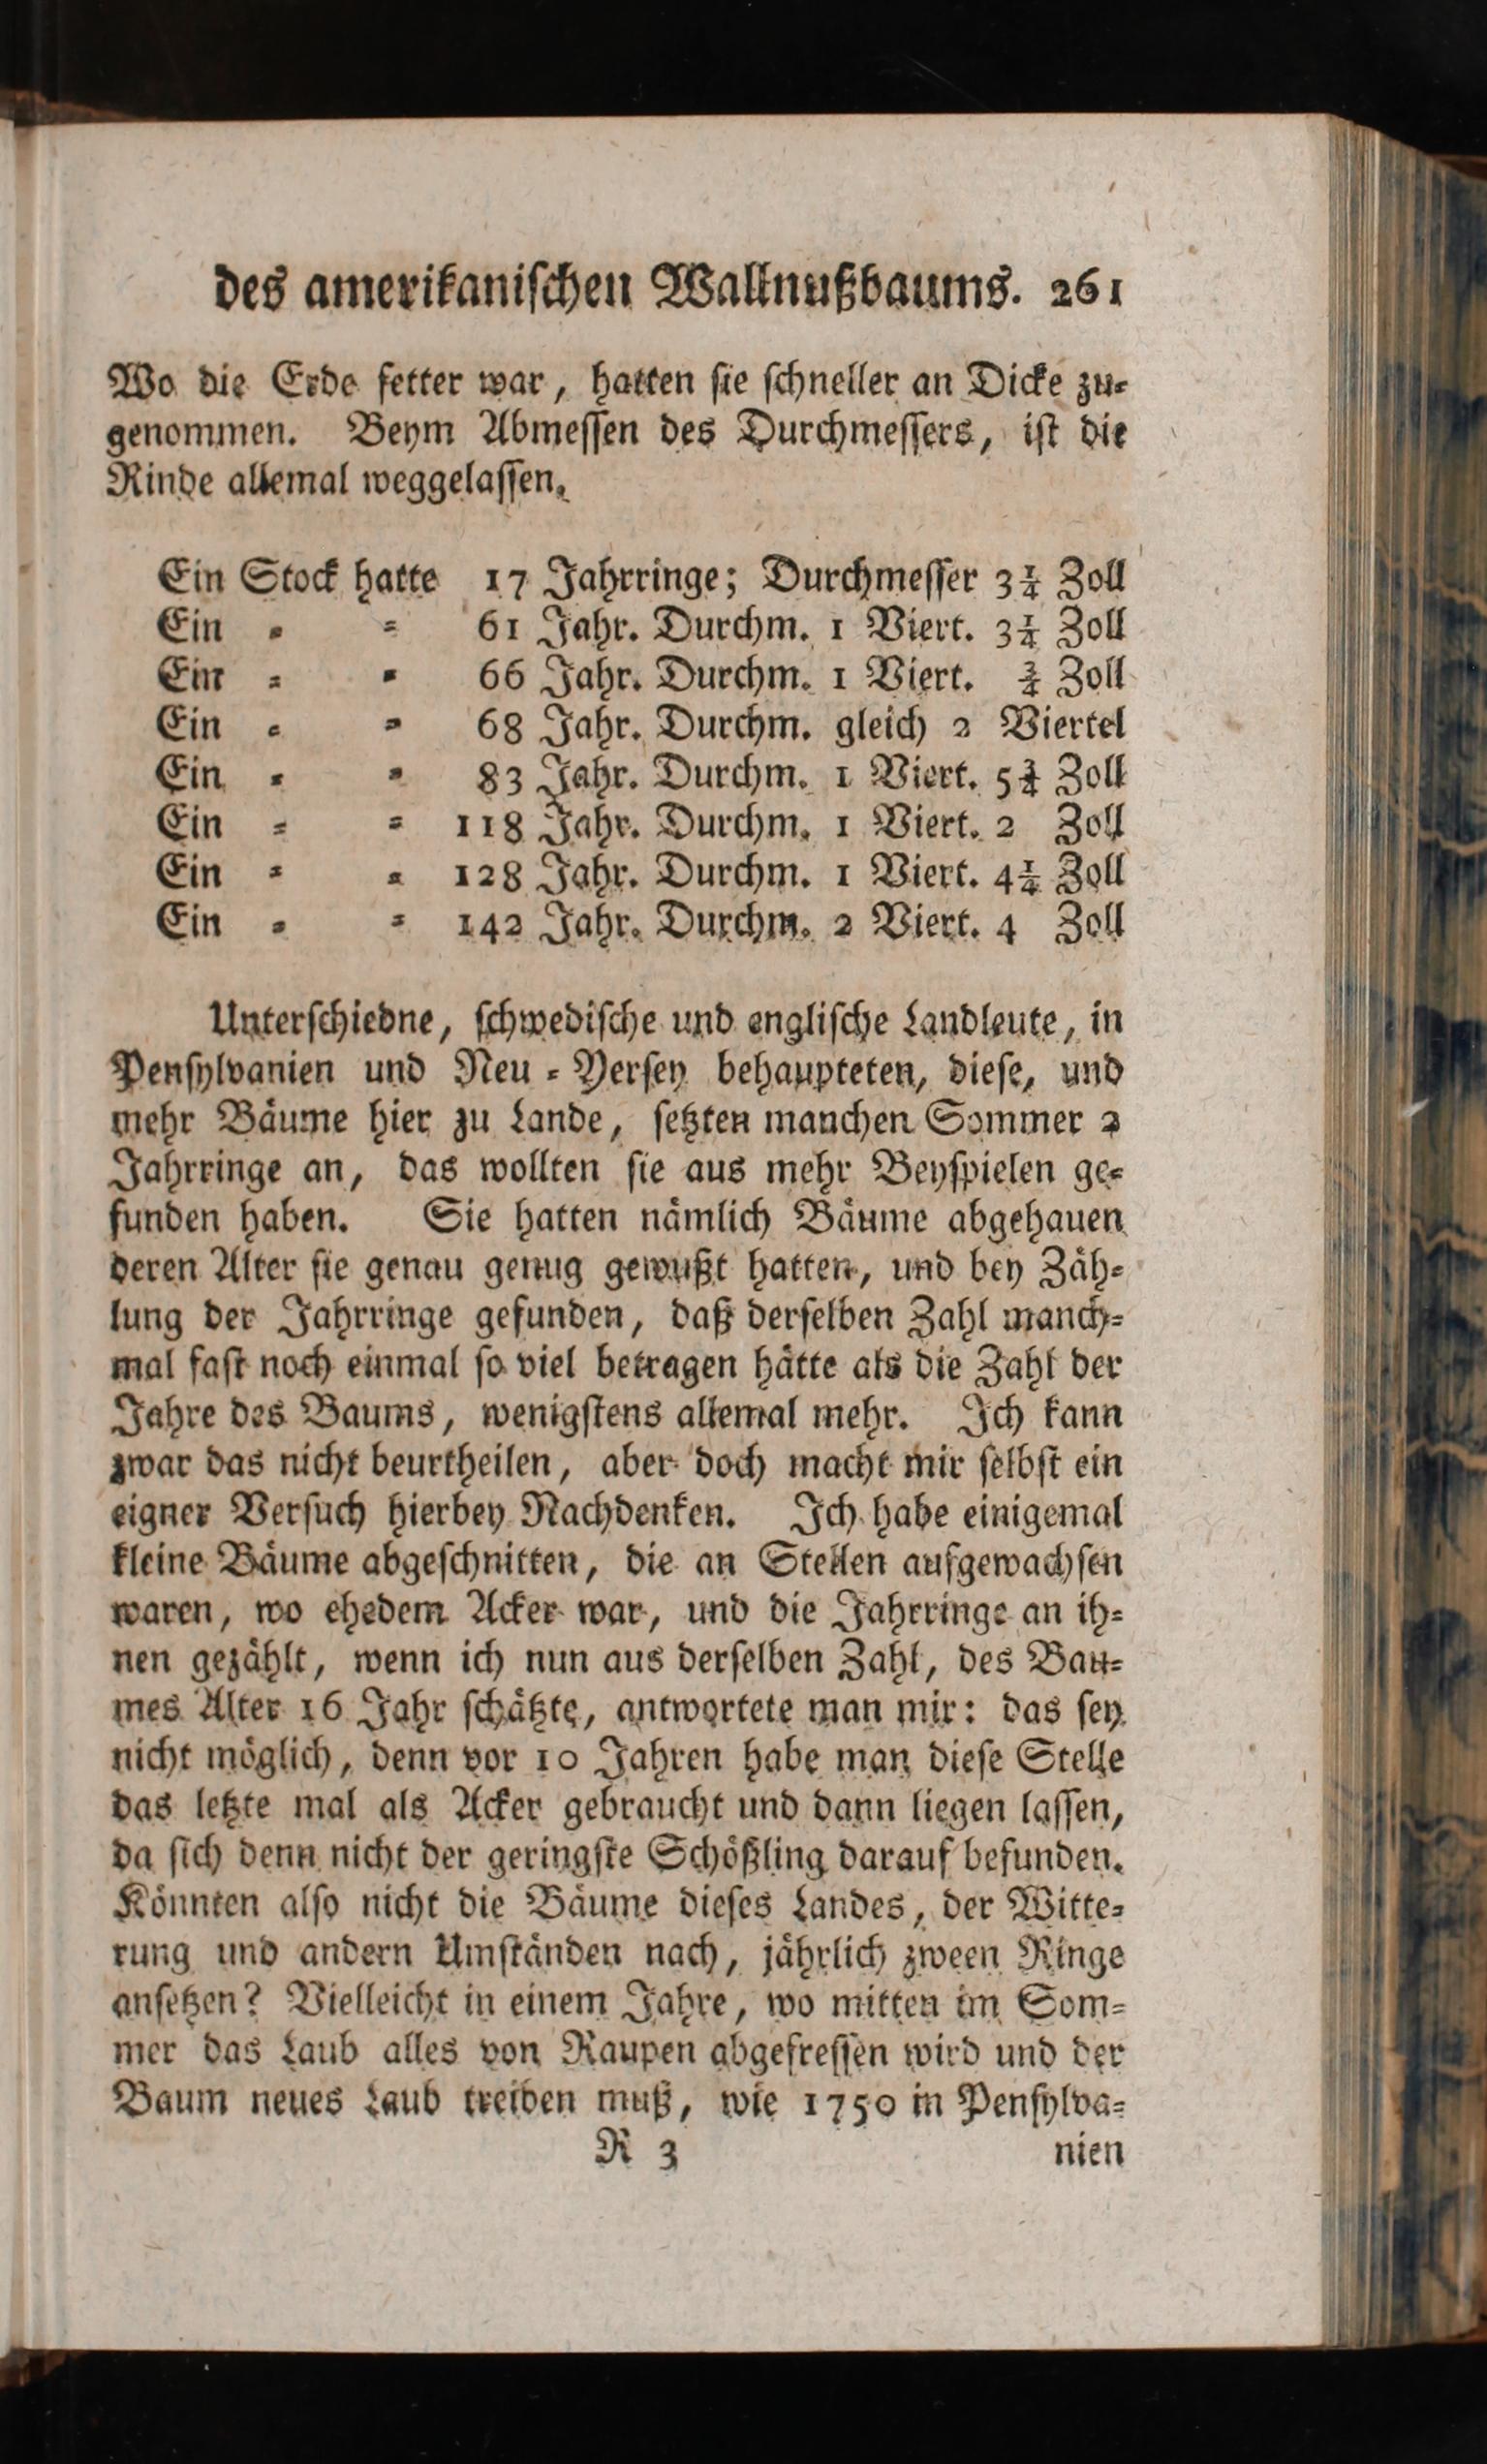 des amerikaniſchen Wallnußbaums. 261
Wo die Erde fetter war, hatten ſie ſchneller an Dicke zu-
genommen. Beym Abmeſſen des Durchmeſſers, iſt die
Rinde allemal weggelaſſen.
Ein Stock hatte 17 Jahrringe; Durchmeſſer 3¼ Zoll
Ein = = 61 Jahr. Durchm. 1 Viert. 3¼ Zoll
Ein = = 66 Jahr. Durchm. 1 Viert. ¾ Zoll
Ein = = 68 Jahr. Durchm. gleich 2 Viertel
Ein = = 83 Jahr. Durchm. 1 Viert. 5¾ Zoll
Ein = = 118 Jahr. Durchm. 1 Viert. 2 Zoll
Ein = = 128 Jahr. Durchm. 1 Viert. 4¼ Zoll
Ein = = 142 Jahr. Durchm. 2 Viert. 4 Zoll
Unterſchiedne, ſchwediſche und engliſche Landleute, in
Penſylvanien und Neu-Yerſey behaupteten, dieſe, und
mehr Bäume hier zu Lande, ſetzten manchen Sommer 2
Jahrringe an, das wollten ſie aus mehr Beyſpielen ge-
funden haben. Sie hatten nämlich Bäume abgehauen
deren Alter ſie genau genug gewußt hatten, und bey Zäh-
lung der Jahrringe gefunden, daß derſelben Zahl manch-
mal faſt noch einmal ſo viel betragen hätte als die Zahl der
Jahre des Baums, wenigſtens allemal mehr. Ich kann
zwar das nicht beurtheilen, aber doch macht mir ſelbſt ein
eigner Verſuch hierbey Nachdenken. Ich habe einigemal
kleine Bäume abgeſchnitten, die an Stellen aufgewachſen
waren, wo ehedem Acker war, und die Jahrringe an ih-
nen gezählt, wenn ich nun aus derſelben Zahl, des Bau-
mes Alter 16 Jahr ſchätzte, antwortete man mir: das ſey
nicht möglich, denn vor 10 Jahren habe man dieſe Stelle
das letzte mal als Acker gebraucht und dann liegen laſſen,
da ſich denn nicht der geringſte Schößling darauf befunden.
Könnten alſo nicht die Bäume dieſes Landes, der Witte-
rung und andern Umſtänden nach, jährlich zween Ringe
anſetzen? Vielleicht in einem Jahre, wo mitten im Som-
mer das Laub alles von Raupen abgefreſſen wird und der
Baum neues Laub treiben muß, wie 1750 in Penſylva-
R 3 nien